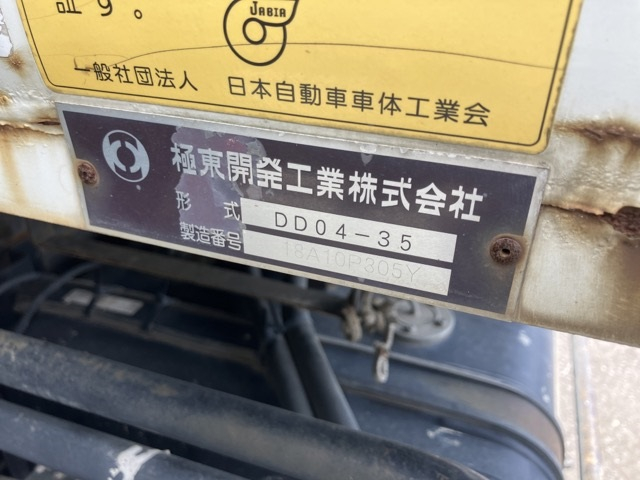 証す。
JABIA
一般社団法人 日本自動車車体工業会
極東開発工業株式会社
形式 DD04-35
製造番号 18A10P305Y